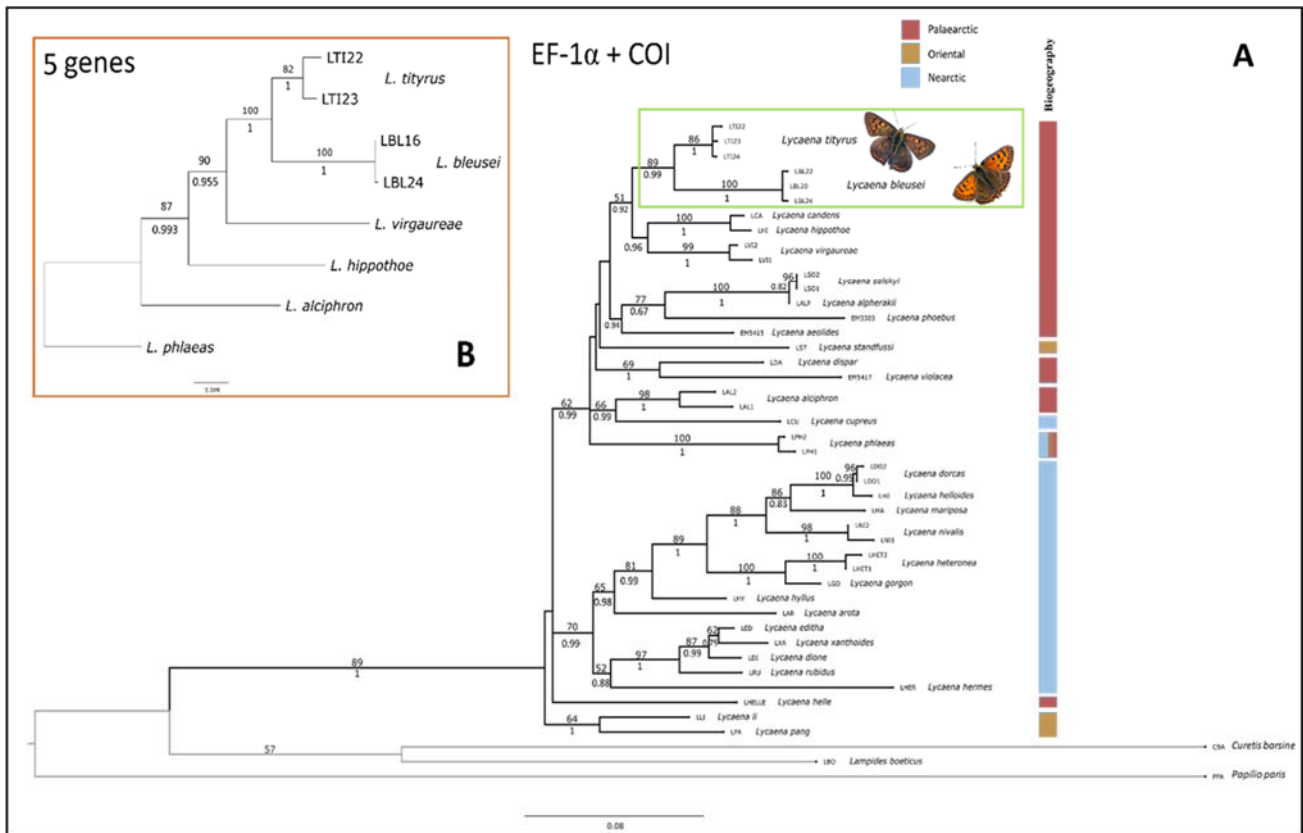 5 genes
LTI22
82
1
L. tityrus
LTI23
100
1
LBL16
100
1
L. bleusei
LBL24
90
0.955
L. virgaureae
87
0.993
L. hippothoe
L. alciphron
L. phlaeas
B
EF-1α + COI
A
Palaearctic
Oriental
Nearctic
Biogeography
LTI22
86
1
LTI23
Lycaena tityrus
LTI24
89
0.99
LBL22
100
1
LBL20
Lycaena bleusei
LBL24
51
0.92
LCA Lycaena candens
100
1
LHI Lycaena hippothoe
0.96
LVI2
99
1
Lycaena virgaureae
LVI1
LSO2
96
0.82
Lycaena solskyi
LSO1
100
1
LALP Lycaena alpherakii
77
0.67
EM3303 Lycaena phoebus
0.94
EM5415 Lycaena aeolides
LST Lycaena standfussi
LDA Lycaena dispar
69
1
EM5417 Lycaena violacea
LAL2
98
1
Lycaena alciphron
LAL1
62
0.99
66
0.99
LCU Lycaena cupreus
LPH2
100
1
Lycaena phlaeas
LPH1
LDO2
96
0.99
Lycaena dorcas
LDO1
100
1
Lycaena helloides
86
0.83
LMA Lycaena mariposa
88
1
LNI2
98
1
Lycaena nivalis
LNI1
89
1
LHET2
100
1
Lycaena heteronea
LHET1
100
1
LGO Lycaena gorgon
81
0.99
LHY Lycaena hyllus
65
0.98
LAR Lycaena arota
70
0.99
LED Lycaena editha
62
LXA Lycaena xanthoides
87
0.99
LDI Lycaena dione
97
1
LRU Lycaena rubidus
52
0.88
LHER Lycaena hermes
LHELLE Lycaena helle
89
1
LLI Lycaena li
64
1
LPA Lycaena pang
CBA Curetis barsine
57
LBO Lampides boeticus
PPA Papilio paris
0.08